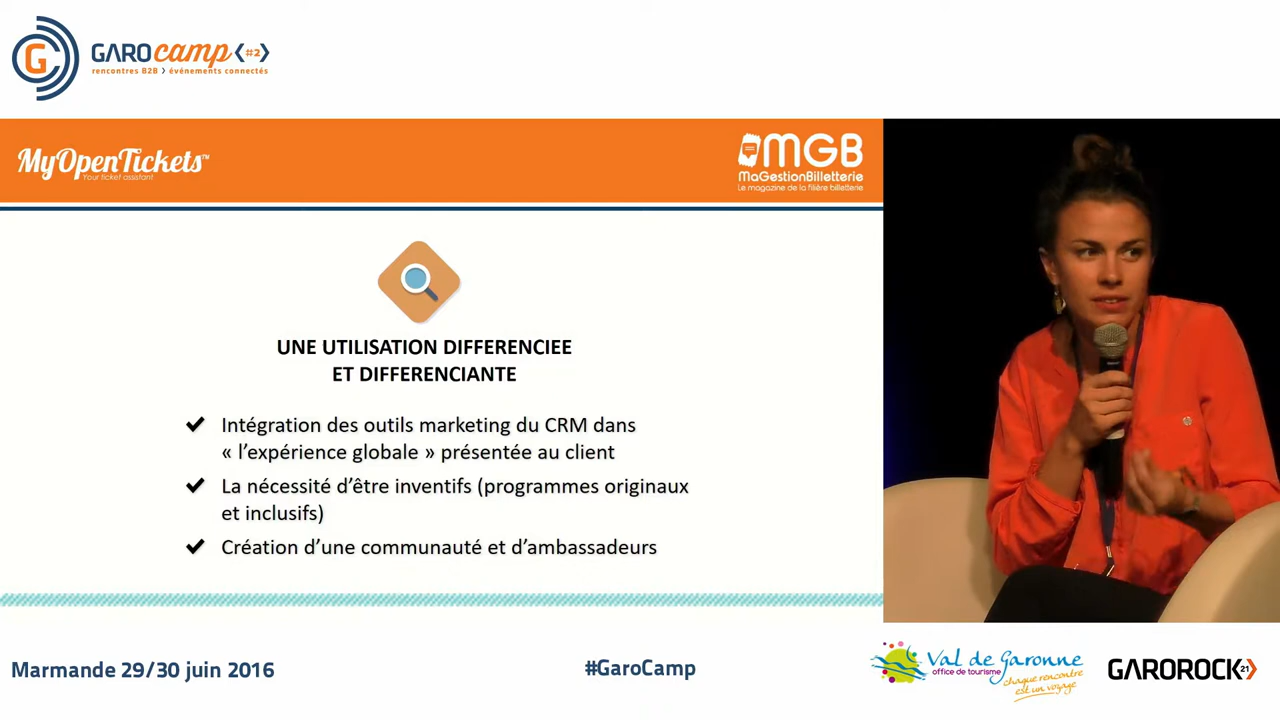 GC
GAROcamp <#2>
rencontres B2B > événements connectés
MyOpenTickets™
Your ticket assistant
MGB
MaGestionBilletterie
Le magazine de la filière billetterie
UNE UTILISATION DIFFERENCIEE
ET DIFFERENCIANTE
Intégration des outils marketing du CRM dans
« l’expérience globale » présentée au client
La nécessité d’être inventifs (programmes originaux
et inclusifs)
Création d’une communauté et d’ambassadeurs
Marmande 29/30 juin 2016
#GaroCamp
Val de Garonne
office de tourisme
chaque rencontre
est un voyage
GAROROCK 21